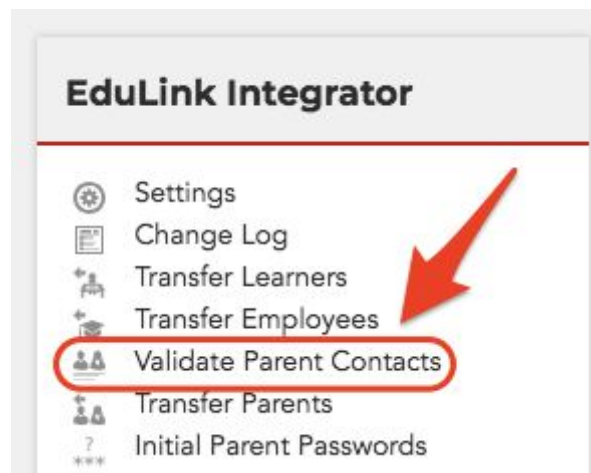 EduLink Integrator
Settings
Change Log
Transfer Learners
Transfer Employees
Validate Parent Contacts
Transfer Parents
? *** Initial Parent Passwords